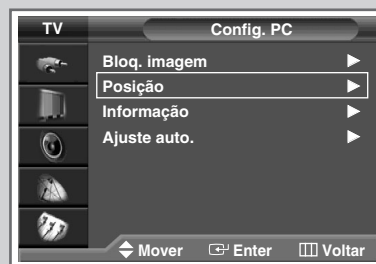 TV Config. PC
Bloq. imagem
Posição
Informação
Ajuste auto.
Mover Enter Voltar